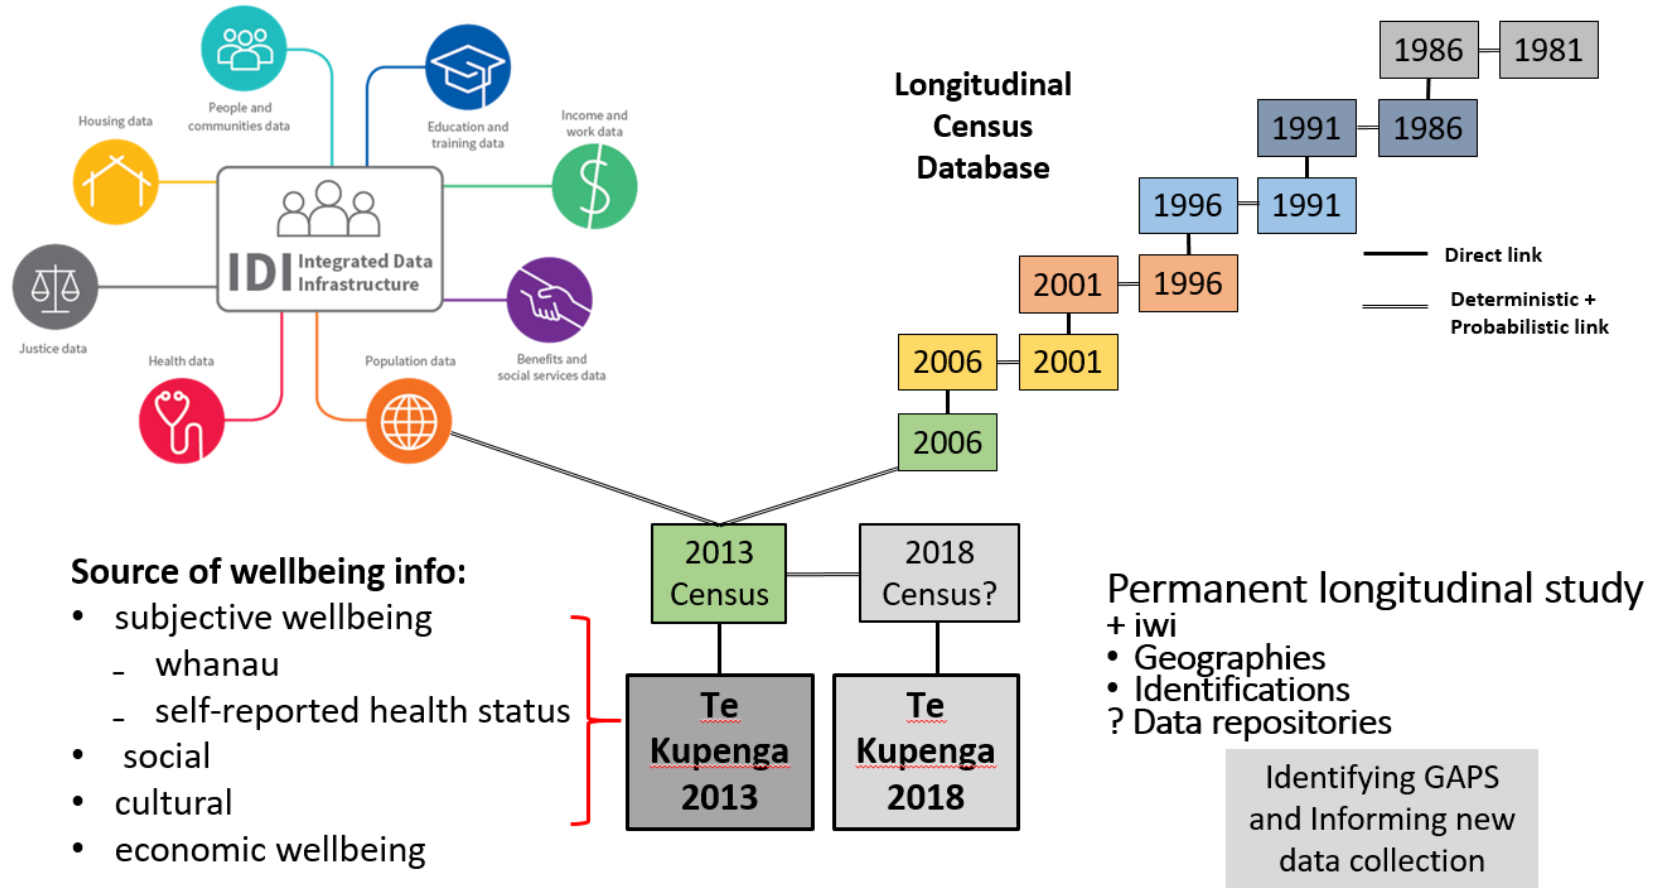 People and
communities data
Education and
training data
Housing data
Income and
work data
IDI Integrated Data
Infrastructure
Justice data
Health data
Population data
Benefits and
social services data
Longitudinal
Census
Database
1986
1981
1991
1986
1996
1991
2001
1996
2006
2001
2006
Direct link
Deterministic +
Probabilistic link
2013
Census
2018
Census?
Te
Kupenga
2013
Te
Kupenga
2018
Source of wellbeing info:
• subjective wellbeing
- whanau
- self-reported health status
• social
• cultural
• economic wellbeing
Permanent longitudinal study
+ iwi
• Geographies
• Identifications
? Data repositories
Identifying GAPS
and Informing new
data collection